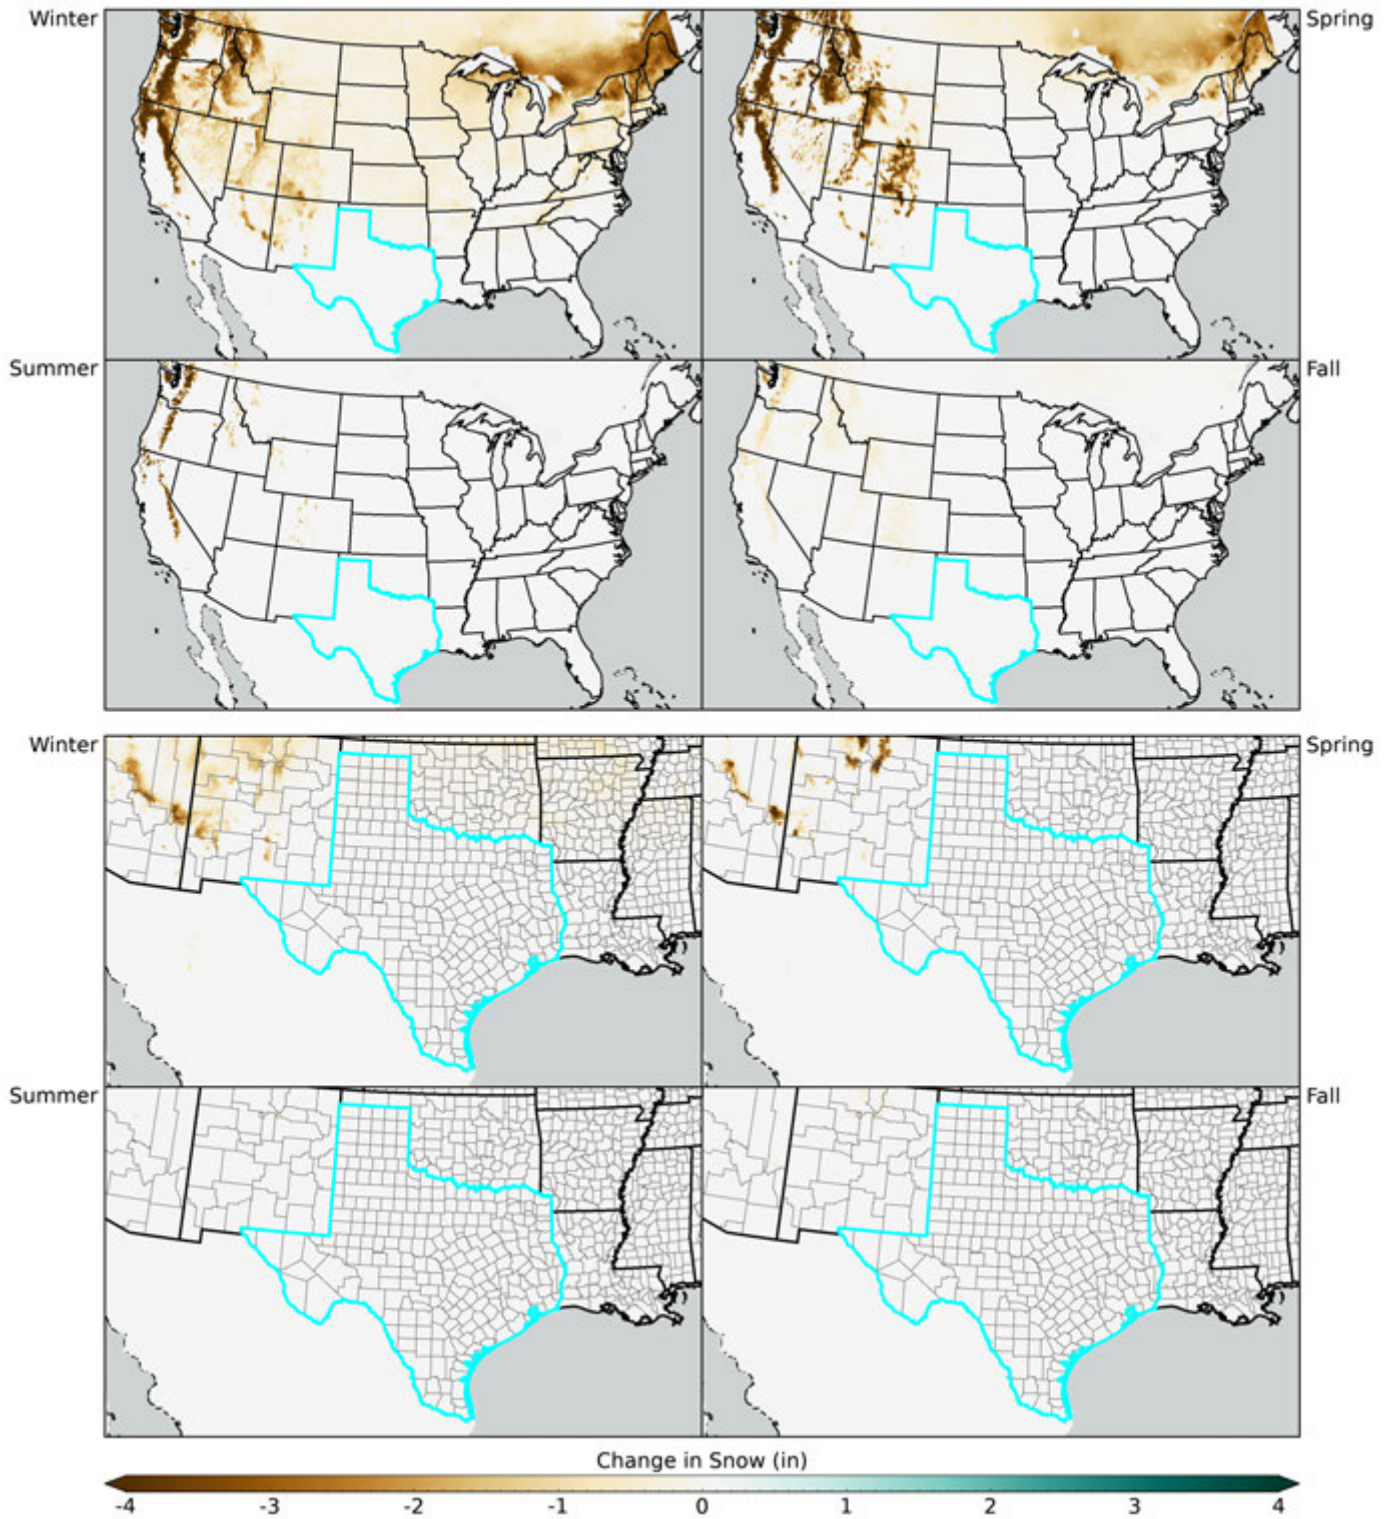 Winter
Spring
Summer
Fall
Winter
Spring
Summer
Fall
Change in Snow (in)
-4 -3 -2 -1 0 1 2 3 4